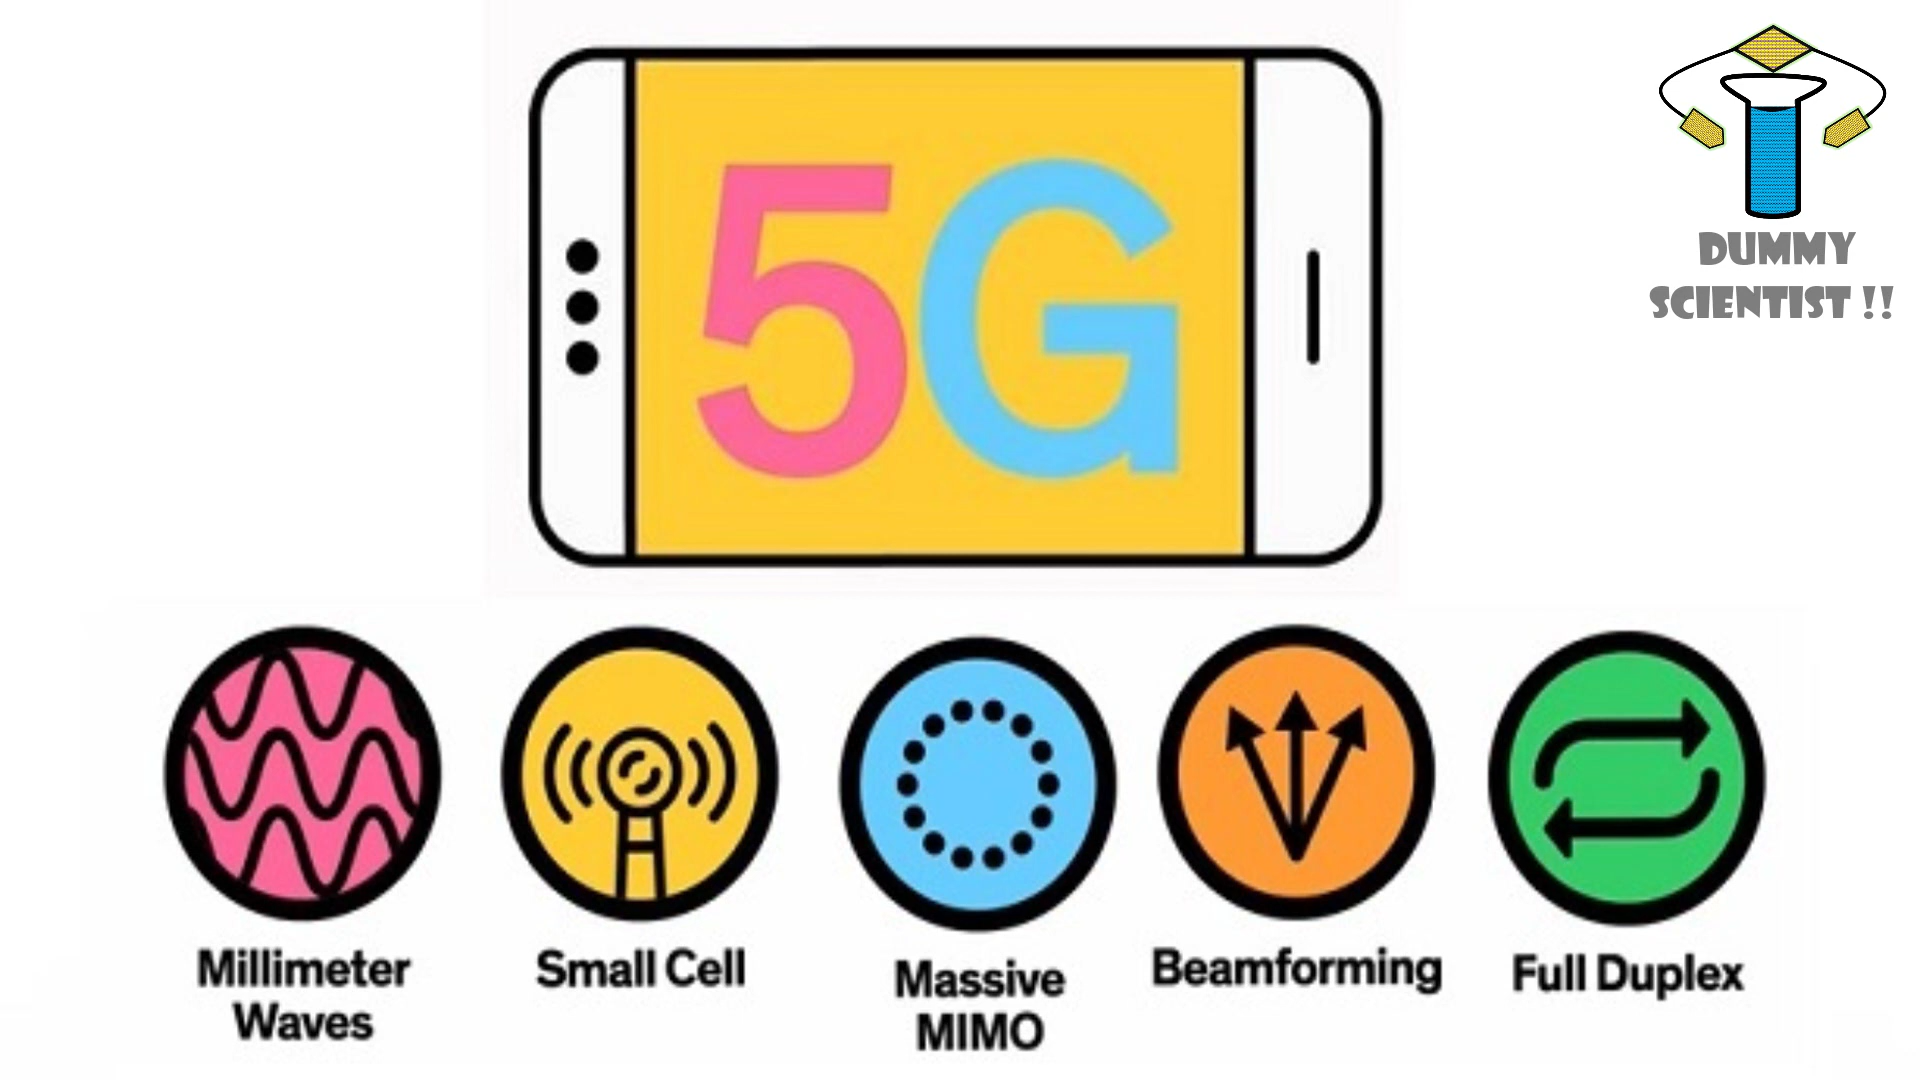 5G
DUMMY
SCIENTIST !!
Millimeter
Waves
Small Cell
Massive
MIMO
Beamforming
Full Duplex